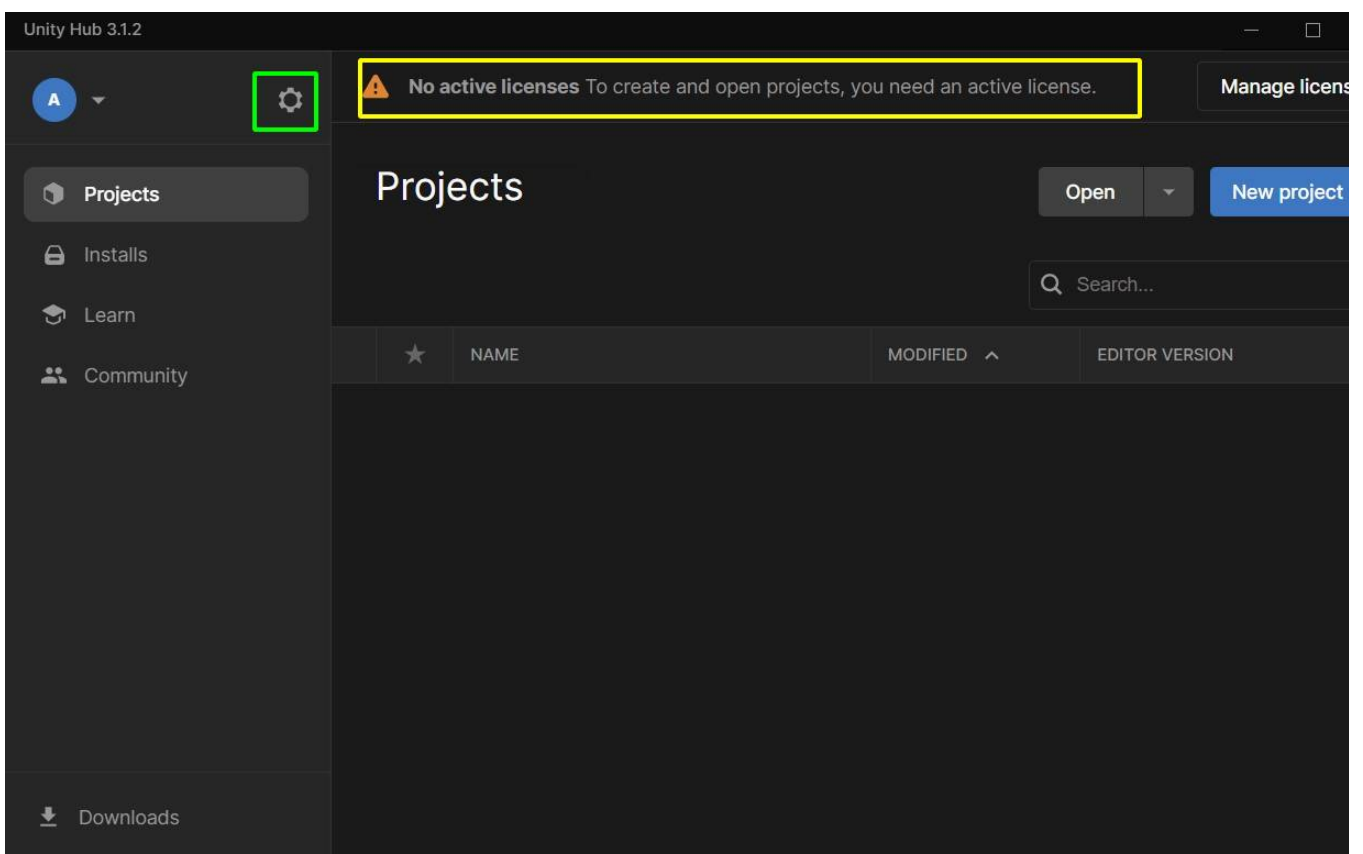 Unity Hub 3.1.2
A
No active licenses To create and open projects, you need an active license.
Manage licens
Projects
Installs
Learn
Community
Downloads
Projects
Open
New project
Search...
NAME MODIFIED EDITOR VERSION